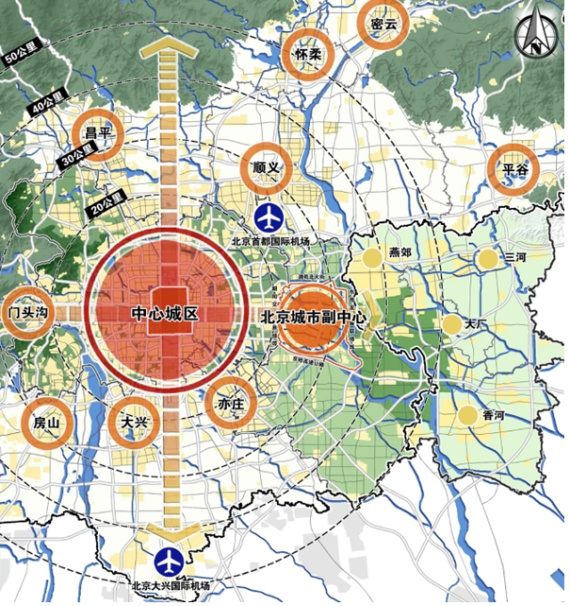 50公里
密云
怀柔
40公里
昌平
30公里
顺义
平谷
20公里
北京首都国际机场
燕郊
三河
门头沟
中心城区
北京城市副中心
大厂
亦庄
房山
大兴
香河
北京大兴国际机场